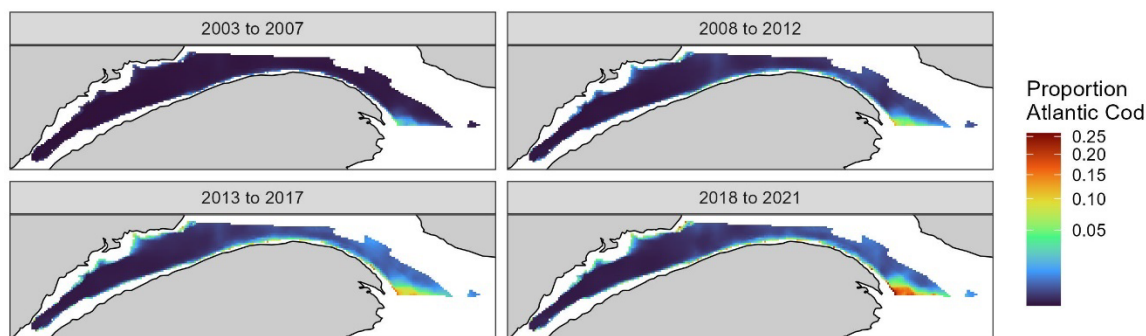 2003 to 2007
2008 to 2012
2013 to 2017
2018 to 2021
Proportion
Atlantic Cod
0.25
0.20
0.15
0.10
0.05